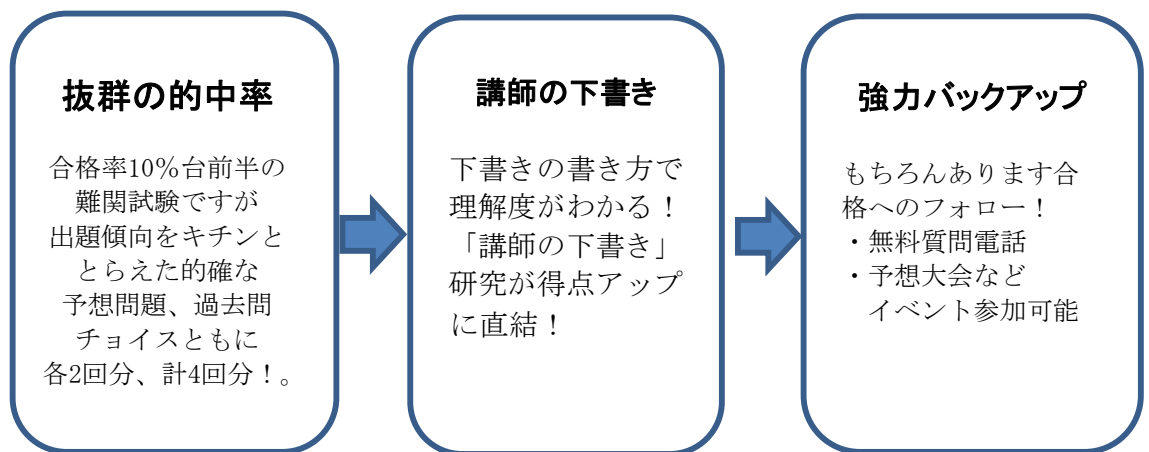 抜群の的中率
合格率10％台前半の
難関試験ですが
出題傾向をキチンと
とらえた的確な
予想問題、過去問
チョイスともに
各2回分、計4回分！。
講師の下書き
下書きの書き方で
理解度がわかる！
「講師の下書き」
研究が得点アップ
に直結！
強力バックアップ
もちろんあります合
格へのフォロー！
・無料質問電話
・予想大会など
イベント参加可能